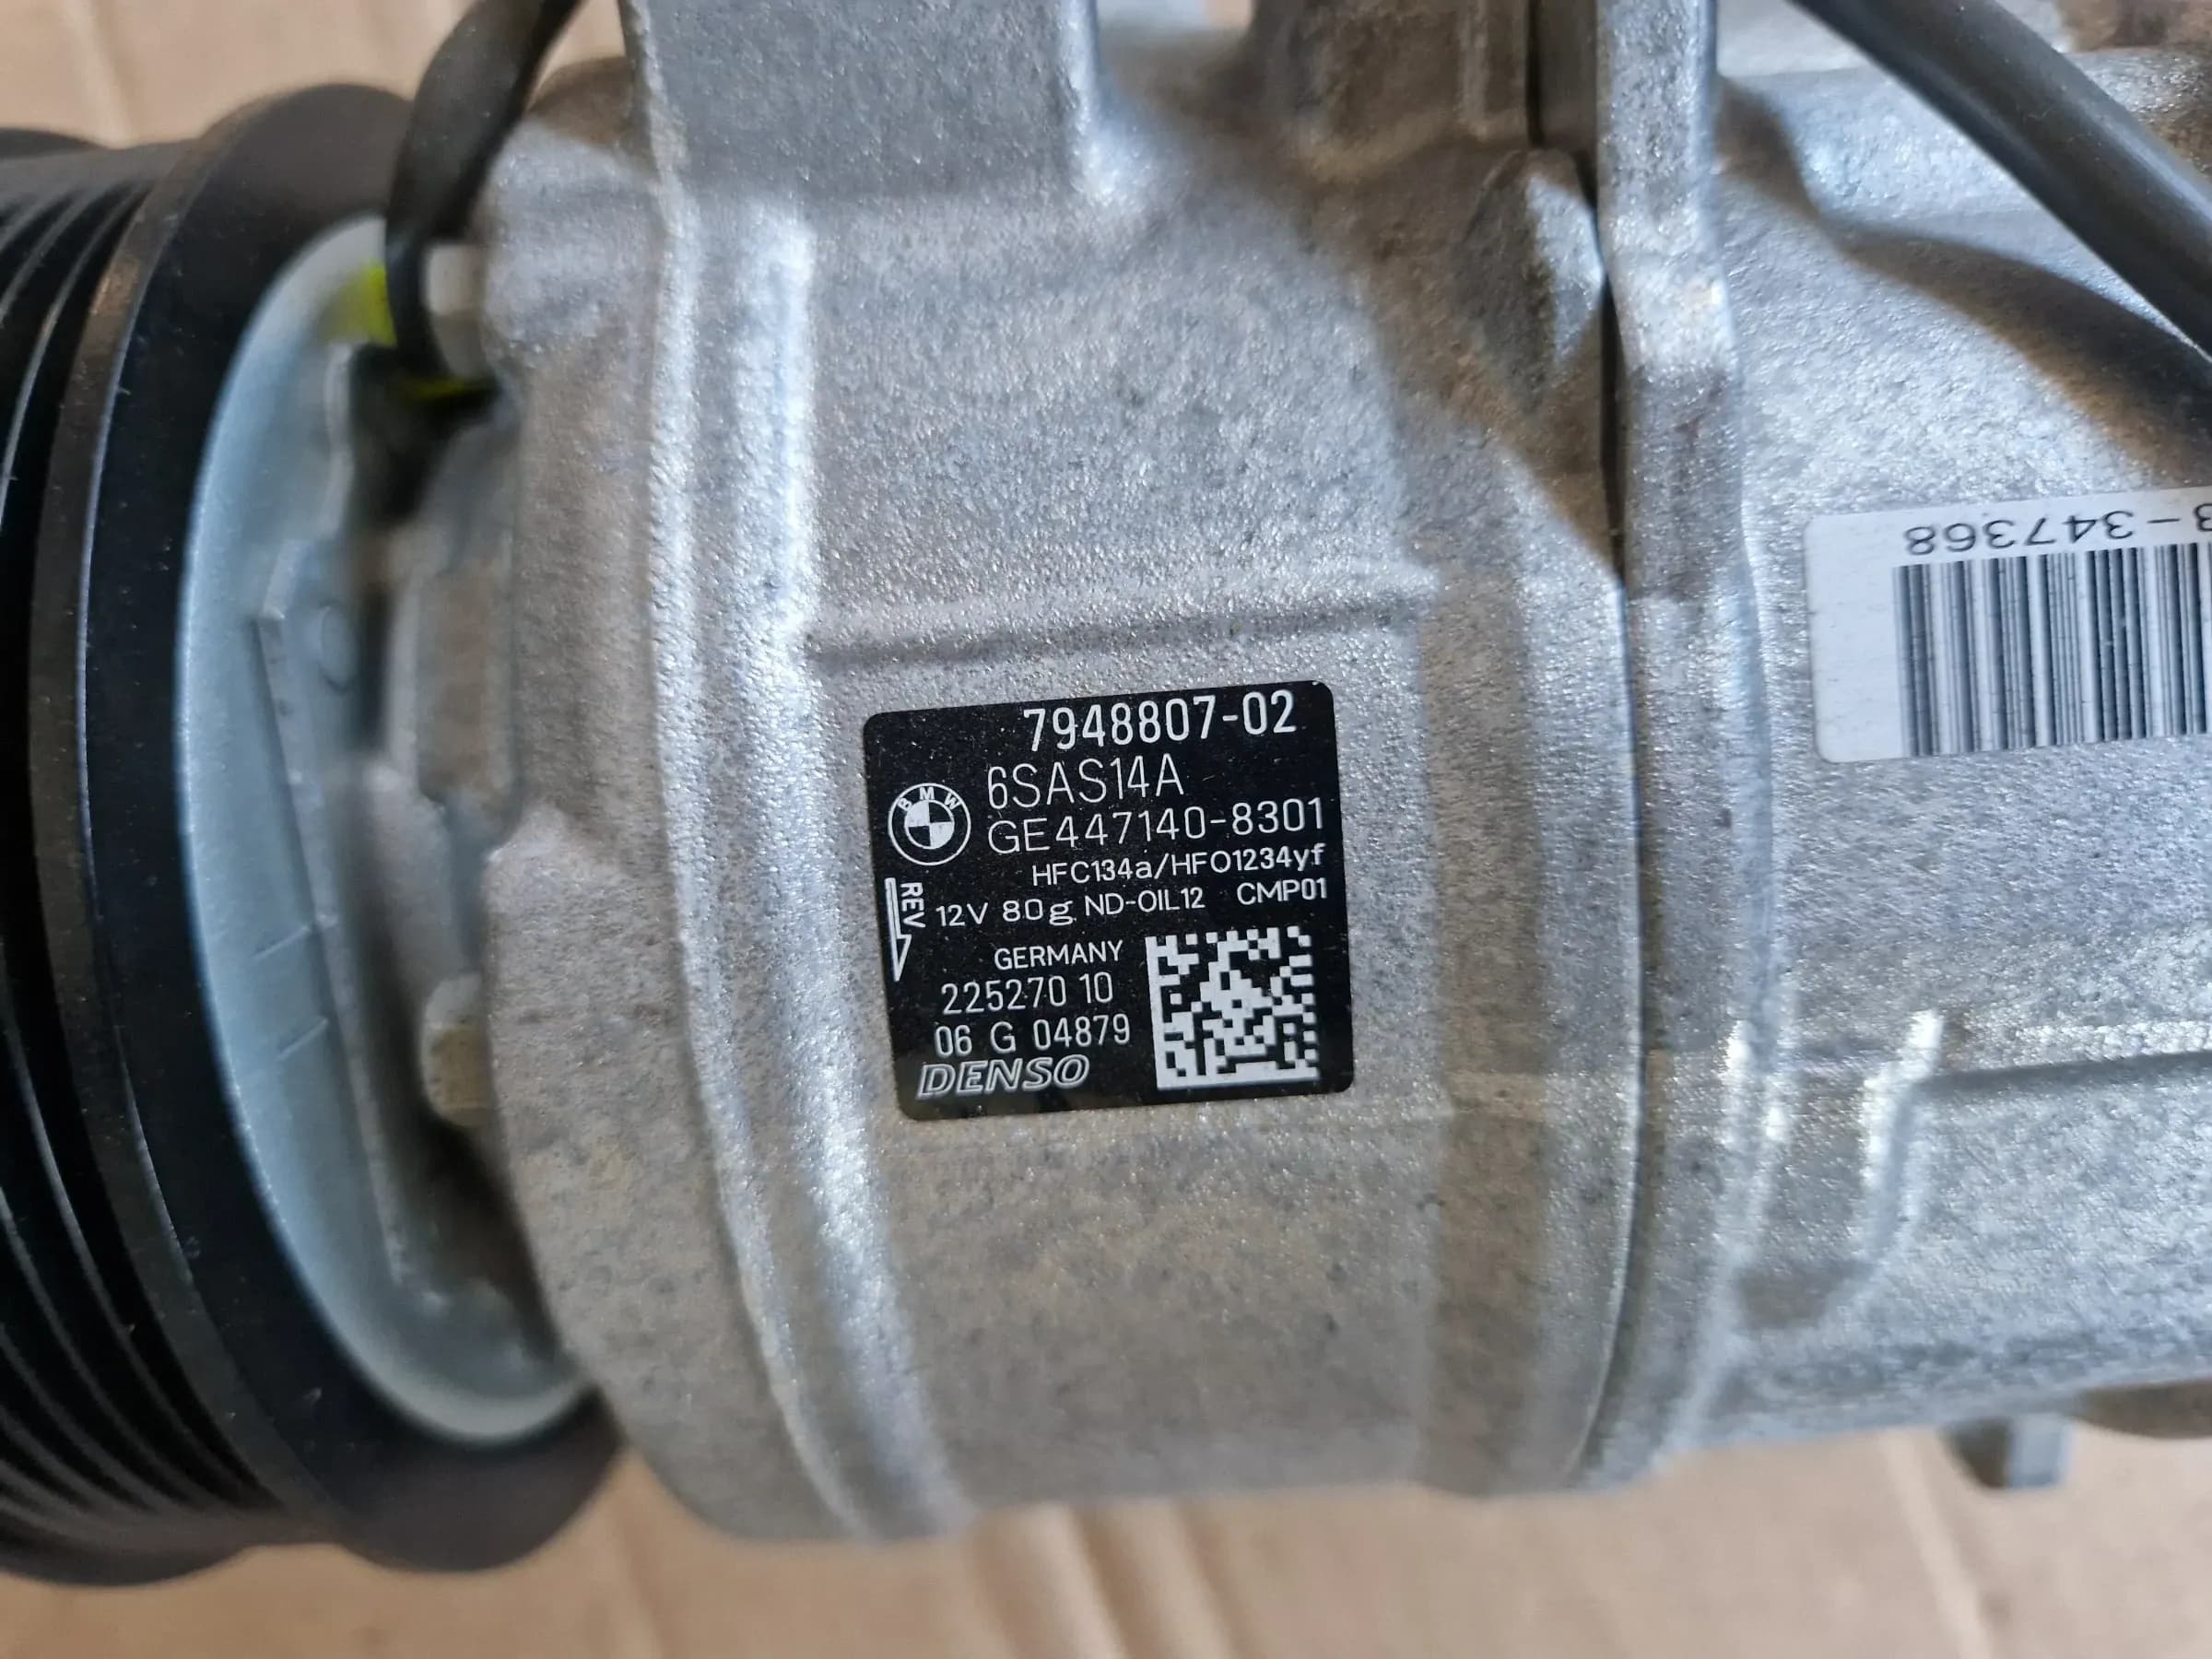 7948807-02
BMW
6SAS14A
GE447140-8301
HFC134a/HFO1234yf
REV
12V 80g ND-OIL12 CMP01
GERMANY
225270 10
06 G 04879
DENSO
3-347368